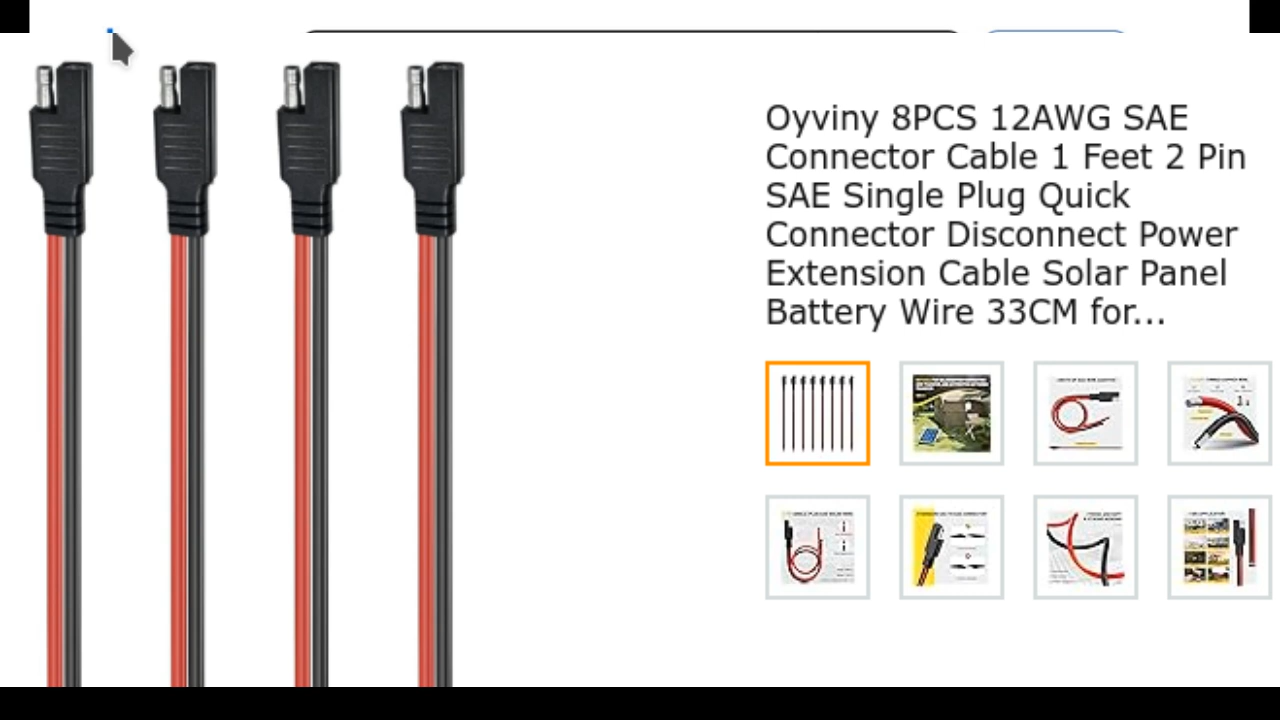 Oyviny 8PCS 12AWG SAE
Connector Cable 1 Feet 2 Pin
SAE Single Plug Quick
Connector Disconnect Power
Extension Cable Solar Panel
Battery Wire 33CM for...